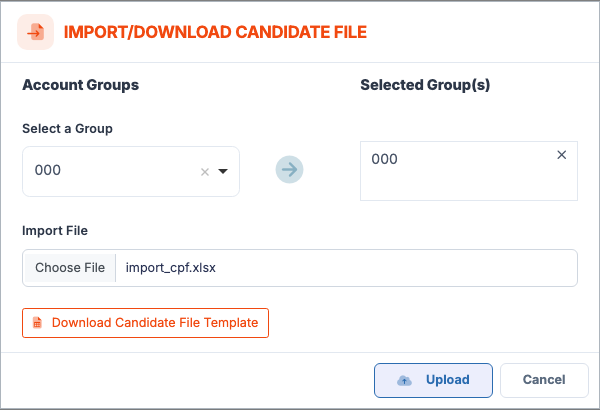 IMPORT/DOWNLOAD CANDIDATE FILE
Account Groups
Selected Group(s)
Select a Group
000
000
Import File
Choose File import_cpf.xlsx
Download Candidate File Template
Upload
Cancel